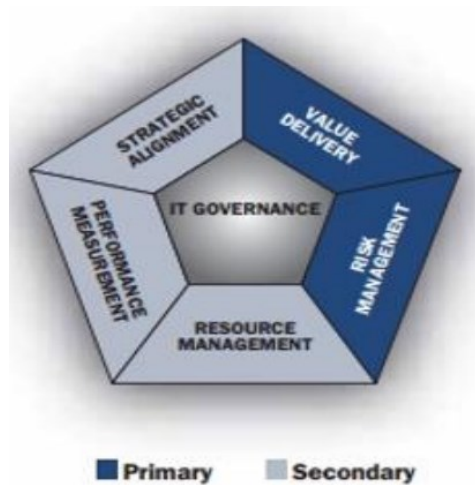 STRATEGIC
ALIGNMENT
VALUE
DELIVERY
PERFORMANCE
MEASUREMENT
IT GOVERNANCE
RISK
MANAGEMENT
RESOURCE
MANAGEMENT
Primary
Secondary